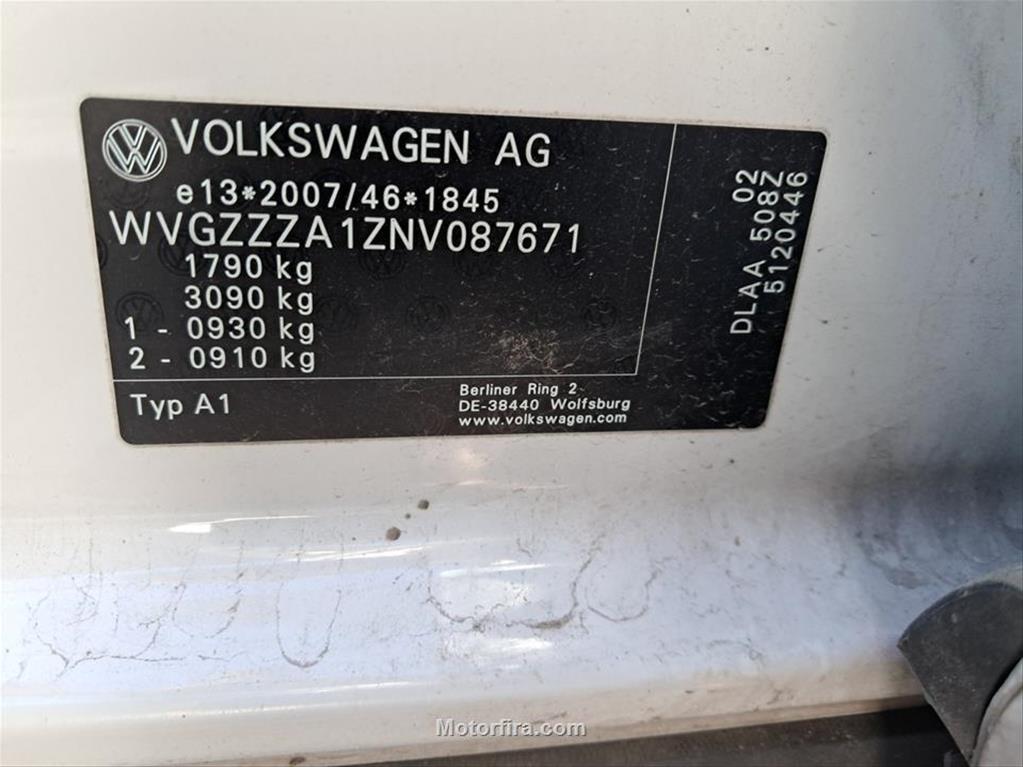 VOLKSWAGEN AG
e13*2007/46*1845
WVGZZZA1ZNV087671
1790 kg
3090 kg
1 - 0930 kg
2 - 0910 kg
Typ A1
Berliner Ring 2
DE-38440 Wolfsburg
www.volkswagen.com
02
DLAA 508Z
5120446
Motorfira.com